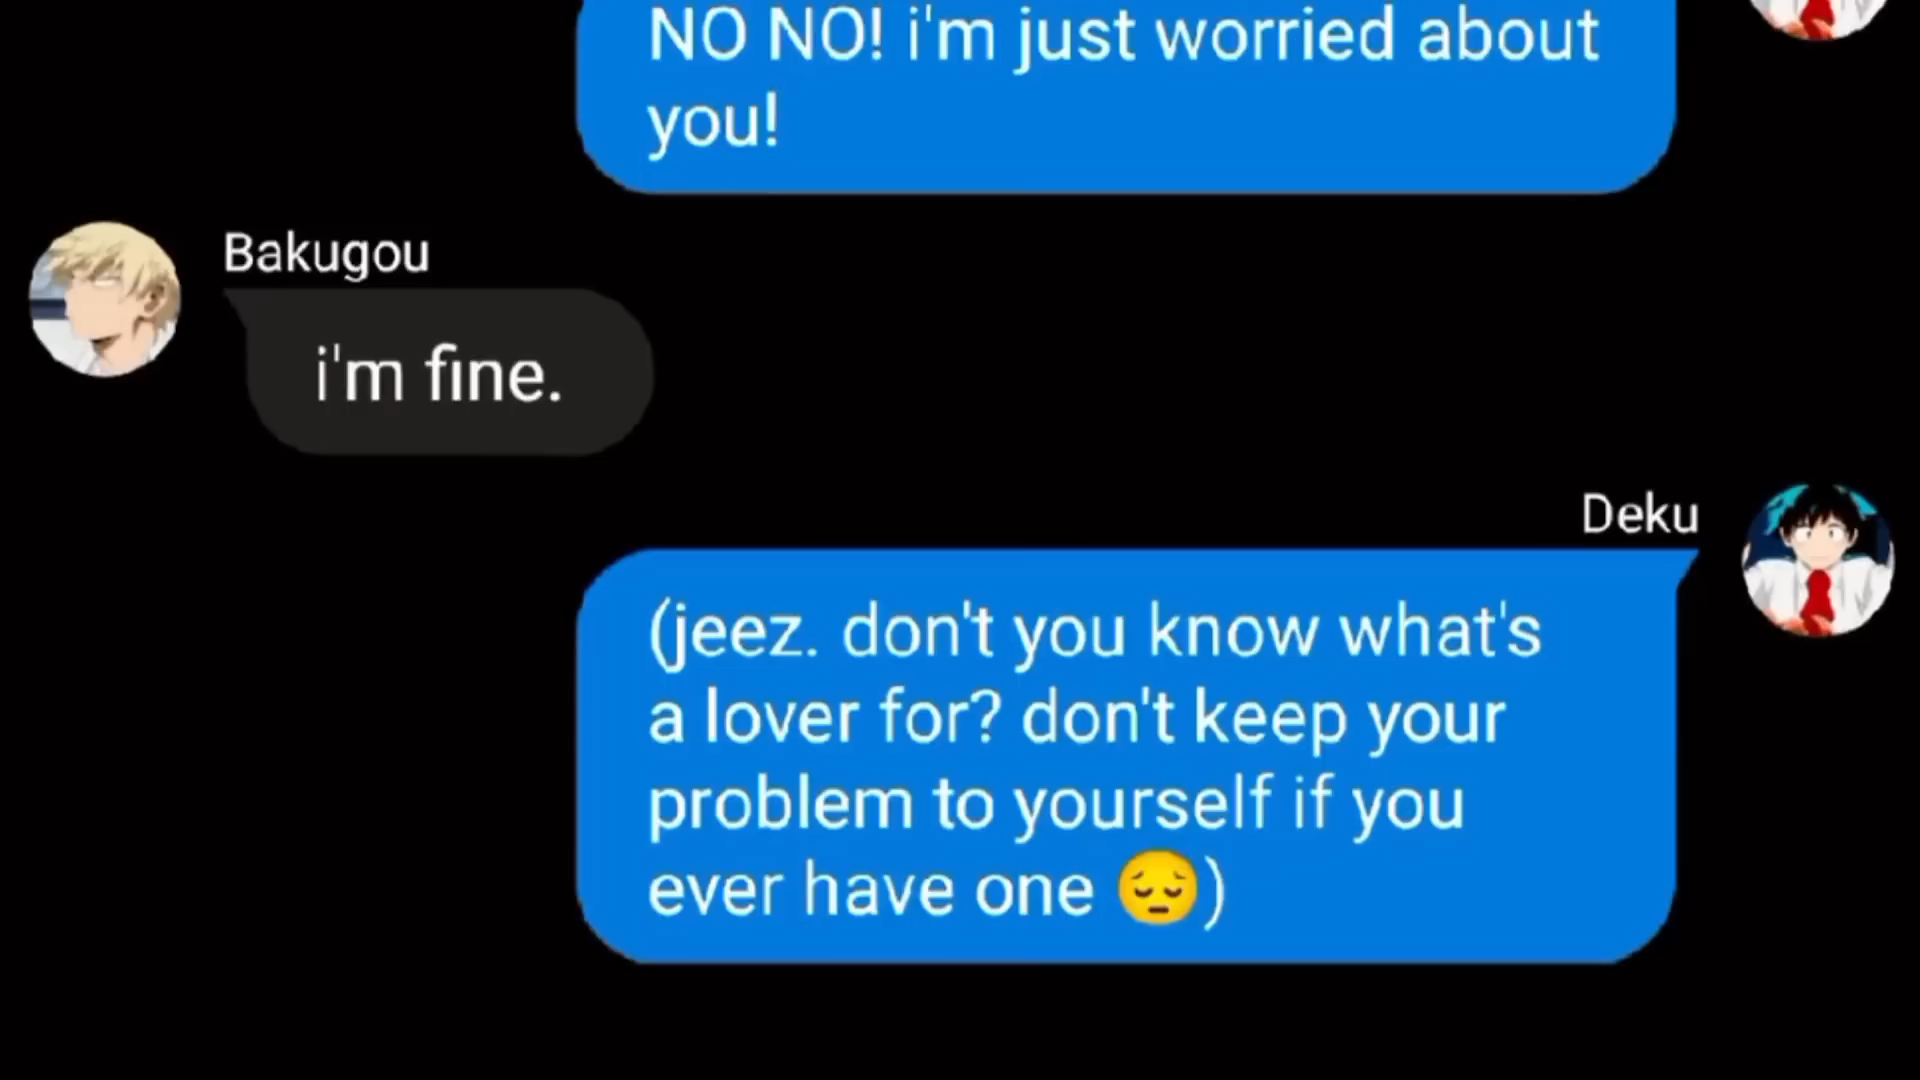 NO NO! i'm just worried about
you!
Bakugou
i'm fine.
Deku
(jeez. don't you know what's
a lover for? don't keep your
problem to yourself if you
ever have one 😔)